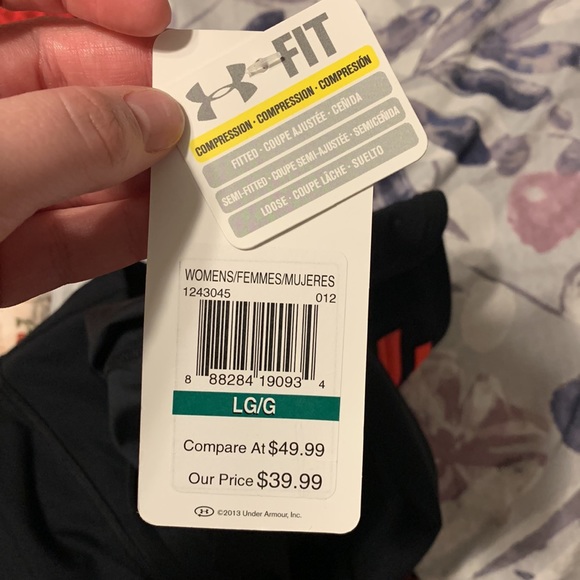 FIT
COMPRESSION · COMPRESSION · COMPRESIÓN
FITTED · COUPE AJUSTÉE · CEÑIDA
SEMI-FITTED · COUPE SEMI-AJUSTÉE · SEMICEÑIDA
LOOSE · COUPE LÂCHE · SUELTO
WOMENS/FEMMES/MUJERES
1243045 012
8 88284 19093 4
LG/G
Compare At $49.99
Our Price $39.99
©2013 Under Armour, Inc.